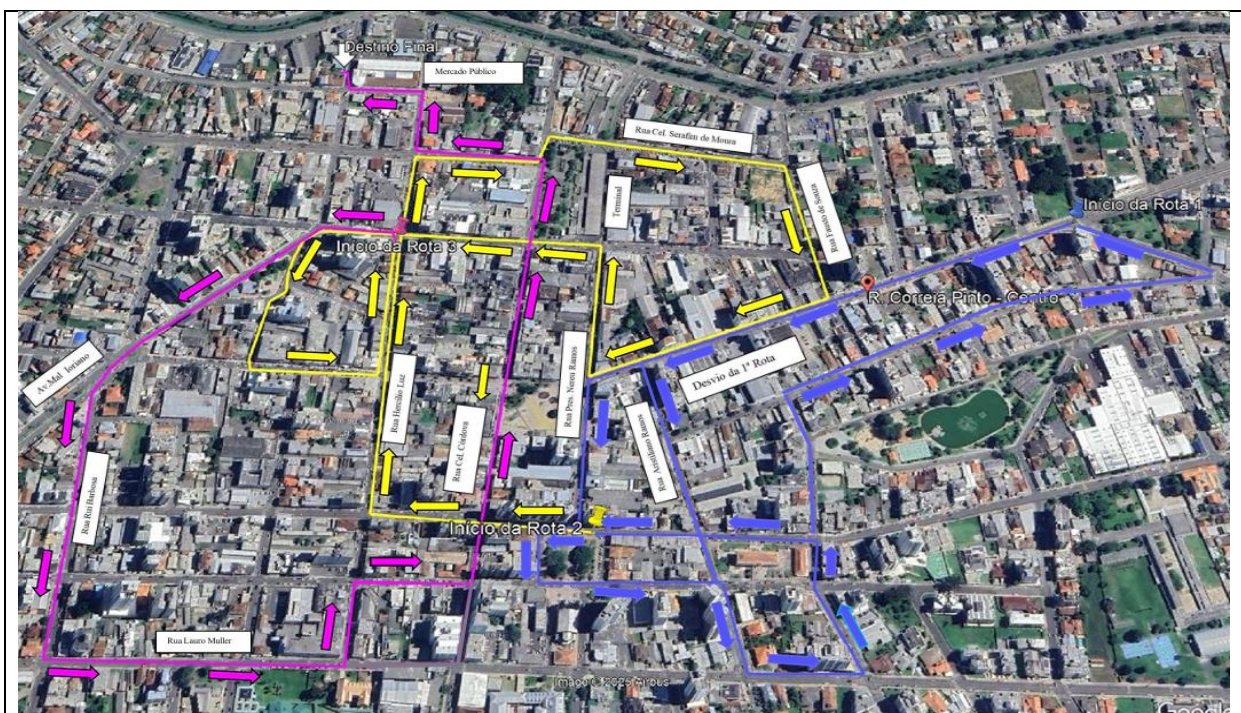 Destino Final
Mercado Público
Rua Cel. Serafim de Moura
Terminal
Rua Fausto de Souza
Início da Rota 1
Início da Rota 3
R. Correia Pinto - Centro
Desvio da 1ª Rota
Av.Mal loriano
Rua Hercílio Luz
Rua Pres. Nereu Ramos
Rua Aristiliano Ramos
Rua Cel. Cordova
Rua Rui Barbosa
Início da Rota 2
Rua Lauro Muller
Image © 2025 Airbus
Google